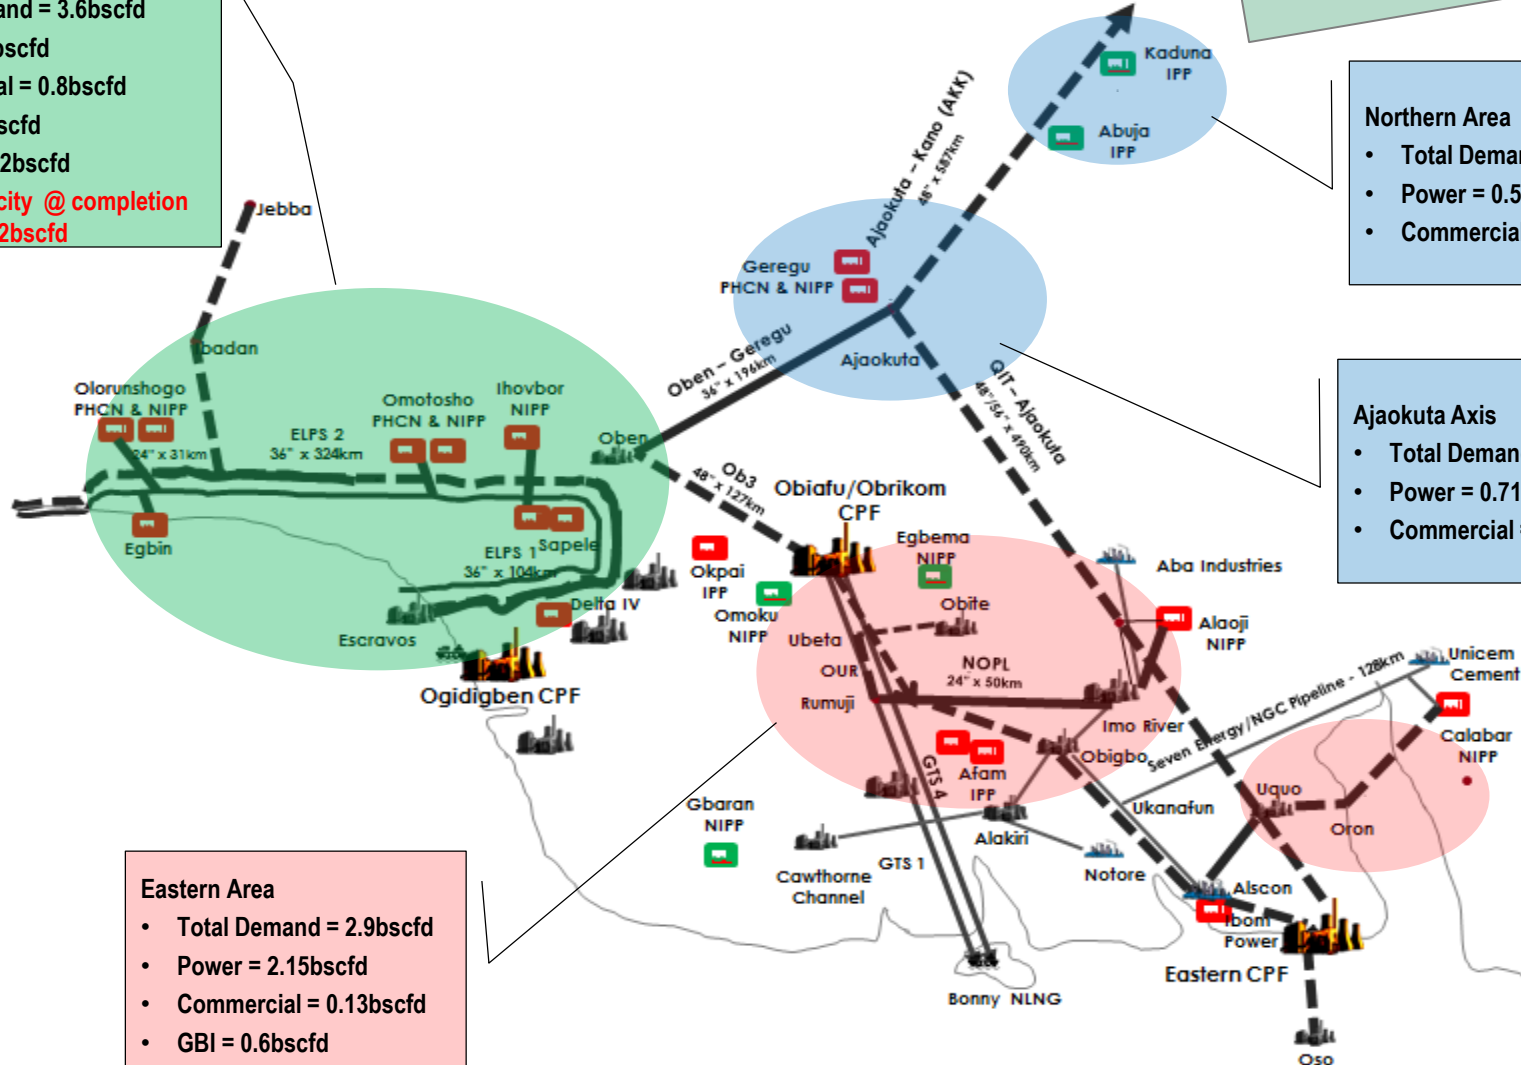 and = 3.6bscfd
bscfd
al = 0.8bscfd
scfd
2bscfd
city @ completion
2bscfd
Jebba
Ibadan
Olorunshogo
PHCN & NIPP
24" x 31km
ELPS 2
36" x 324km
Omotosho
PHCN & NIPP
Ihovbor
NIPP
Egbin
ELPS 1
36" x 104km
Sapele
Delta IV
Escravos
Ogidigben CPF
Oben
Oben – Geregu
36" x 196km
Geregu
PHCN & NIPP
Ajaokuta
Ajaokuta – Kano (AKK)
48" x 587km
Kaduna
IPP
Abuja
IPP
Northern Area
• Total Deman
• Power = 0.5
• Commercia
Ajaokuta Axis
• Total Deman
• Power = 0.71
• Commercial =
QIT – Ajaokuta
48"/56" x 490km
Ob3
48" x 127km
Obiafu/Obrikom
CPF
Okpai
IPP
Omoku
NIPP
Egbema
NIPP
Obite
Ubeta
OUR
Rumuji
NOPL
24" x 50km
Aba Industries
Alaoji
NIPP
Imo River
Obigbo
Afam
IPP
GTS 4
Gbaran
NIPP
Cawthorne
Channel
GTS 1
Alakiri
Notore
Seven Energy/NGC Pipeline - 128km
Unicem
Cement
Calabar
NIPP
Uquo
Oron
Ukanafun
Alscon
Ibom
Power
Eastern CPF
Bonny NLNG
Oso
Eastern Area
• Total Demand = 2.9bscfd
• Power = 2.15bscfd
• Commercial = 0.13bscfd
• GBI = 0.6bscfd